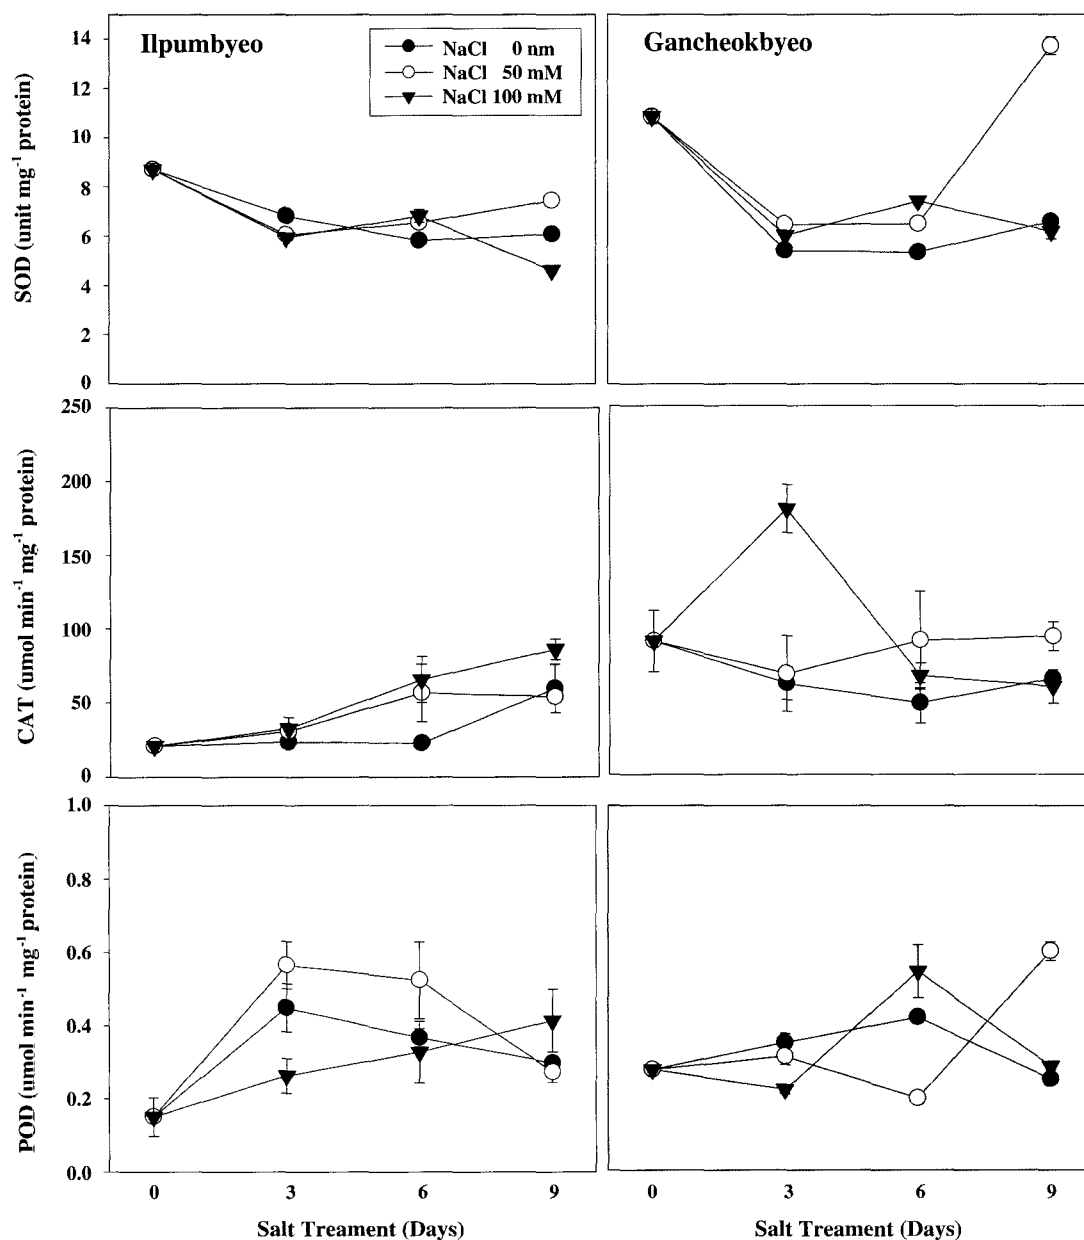 Ilpumbyeo
NaCl 0 nm
NaCl 50 mM
NaCl 100 mM
Gancheokbyeo
SOD (unit mg⁻¹ protein)
14
12
10
8
6
4
2
0
CAT (umol min⁻¹ mg⁻¹ protein)
250
200
150
100
50
0
POD (umol min⁻¹ mg⁻¹ protein)
1.0
0.8
0.6
0.4
0.2
0.0
0 3 6 9
0 3 6 9
Salt Treament (Days)
Salt Treament (Days)